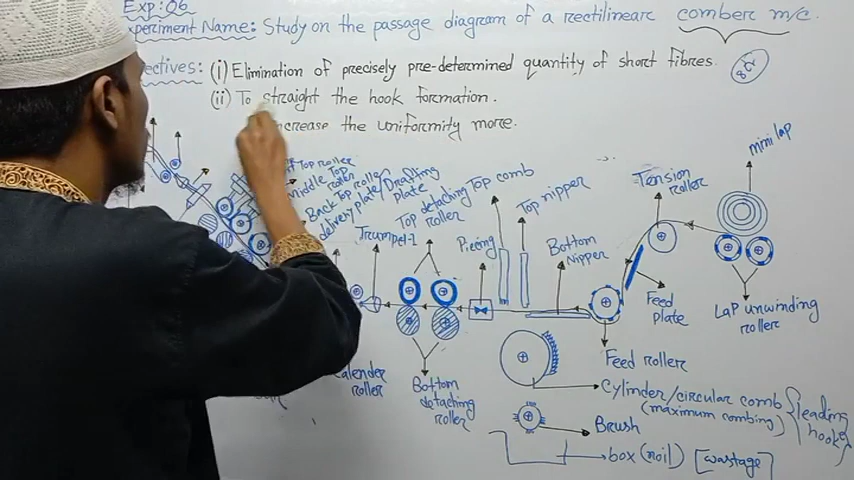 Exp: 06
xperiment Name: Study on the passage diagram of a rectilinear comber m/c.
ectives: (i) Elimination of precisely pre-determined quantity of short fibres.
(ii) To straight the hook formation.
increase the uniformity more.
Top roller
middle Top roller
Back Top roller
delivery plate/Drafting plate
Trumpet-1
Top detaching roller
Top comb
Piecing
Top nipper
Bottom nipper
Tension roller
mini lap
Feed plate
Lap unwinding roller
Feed roller
Calender roller
Bottom detaching roller
Cylinder/circular comb
(maximum combing)
leading hook
Brush
box (noil) [wastage]